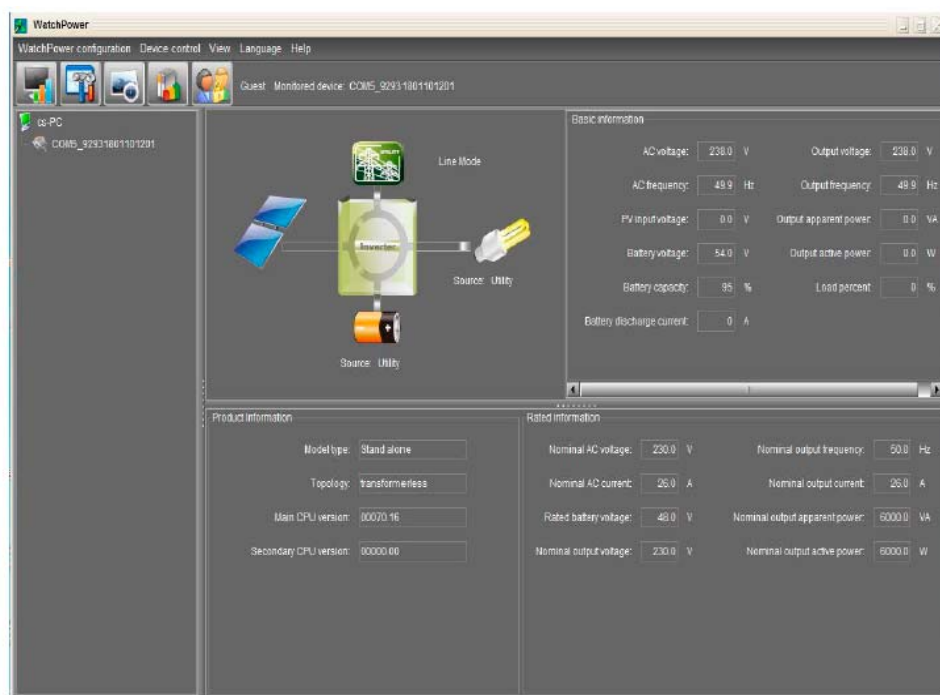 WatchPower
WatchPower configuration Device control View Language Help
Guest Monitored device: COM5_92931801101201
cs-PC
COM5_92931801101201
UTILITY
Line Mode
Inverter
Source: Utility
Source: Utility
Basic information
AC voltage: 238.0 V Output voltage: 238.0 V
AC frequency: 49.9 Hz Output frequency: 49.9 Hz
PV input voltage: 0.0 V Output apparent power: 0.0 VA
Battery voltage: 54.0 V Output active power: 0.0 W
Battery capacity: 95 % Load percent: 0 %
Battery discharge current: 0 A
Product information
Model type: Stand alone
Topology: transformerless
Main CPU version: 00070.16
Secondary CPU version: 00000.00
Rated information
Nominal AC voltage: 230.0 V Nominal output frequency: 50.0 Hz
Nominal AC current: 26.0 A Nominal output current: 26.0 A
Rated battery voltage: 48.0 V Nominal output apparent power: 6000.0 VA
Nominal output voltage: 230.0 V Nominal output active power: 6000.0 W